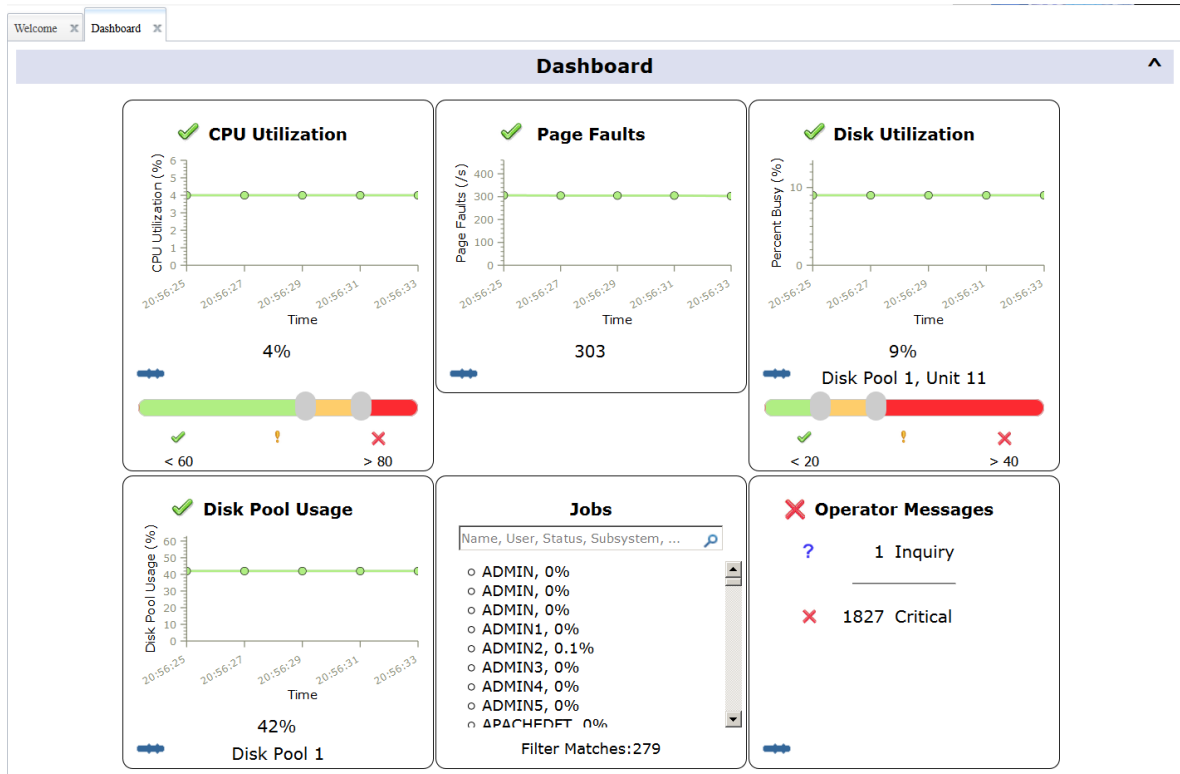 Welcome
Dashboard
Dashboard
CPU Utilization
CPU Utilization (%)
6
5
4
3
2
1
0
20:56:25
20:56:27
20:56:29
20:56:31
20:56:33
Time
4%
< 60
> 80
Page Faults
Page Faults (/s)
400
300
200
100
0
20:56:25
20:56:27
20:56:29
20:56:31
20:56:33
Time
303
Disk Utilization
Percent Busy (%)
10
0
20:56:25
20:56:27
20:56:29
20:56:31
20:56:33
Time
9%
Disk Pool 1, Unit 11
< 20
> 40
Disk Pool Usage
Disk Pool Usage (%)
60
50
40
30
20
10
0
20:56:25
20:56:27
20:56:29
20:56:31
20:56:33
Time
42%
Disk Pool 1
Jobs
Name, User, Status, Subsystem, ...
ADMIN, 0%
ADMIN, 0%
ADMIN, 0%
ADMIN1, 0%
ADMIN2, 0.1%
ADMIN3, 0%
ADMIN4, 0%
ADMIN5, 0%
APACHEDFT, 0%
Filter Matches:279
Operator Messages
? 1 Inquiry
1827 Critical